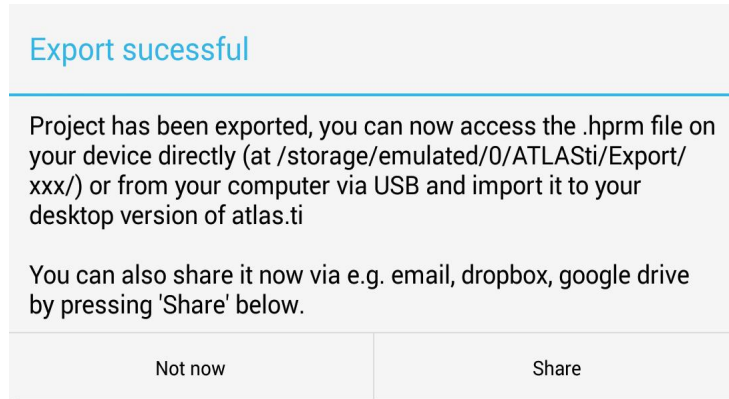 Export sucessful
Project has been exported, you can now access the .hprm file on
your device directly (at /storage/emulated/0/ATLASti/Export/
xxx/) or from your computer via USB and import it to your
desktop version of atlas.ti
You can also share it now via e.g. email, dropbox, google drive
by pressing 'Share' below.
Not now
Share